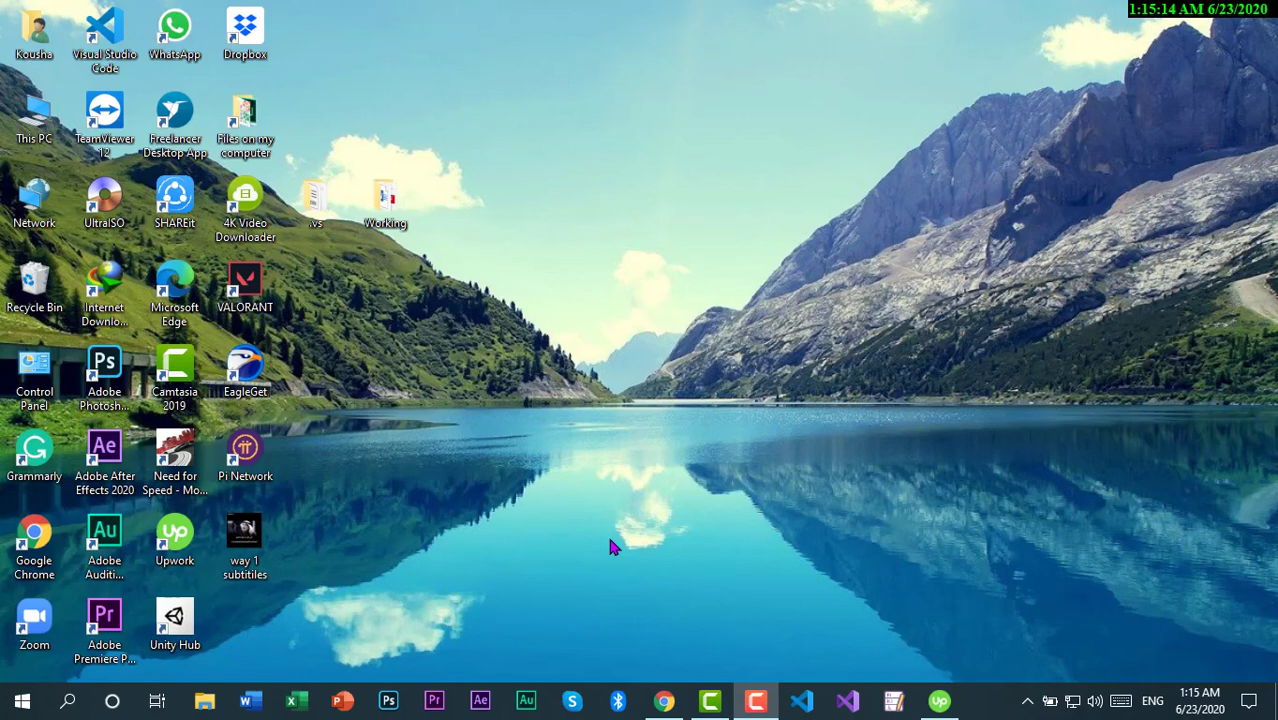 1:15:14 AM 6/23/2020
Kousha
Visual Studio
Code
WhatsApp
Dropbox
This PC
TeamViewer
12
Freelancer
Desktop App
Files on my
computer
Network
UltraISO
SHAREit
4K Video
Downloader
.vs
Working
Recycle Bin
Internet
Downlo...
Microsoft
Edge
VALORANT
Control
Panel
Adobe
Photosh...
Camtasia
2019
EagleGet
Grammarly
Adobe After
Effects 2020
Need for
Speed - Mo...
Pi Network
Google
Chrome
Adobe
Auditi...
Upwork
way 1
subtitiles
Zoom
Adobe
Premiere P...
Unity Hub
ENG
1:15 AM
6/23/2020